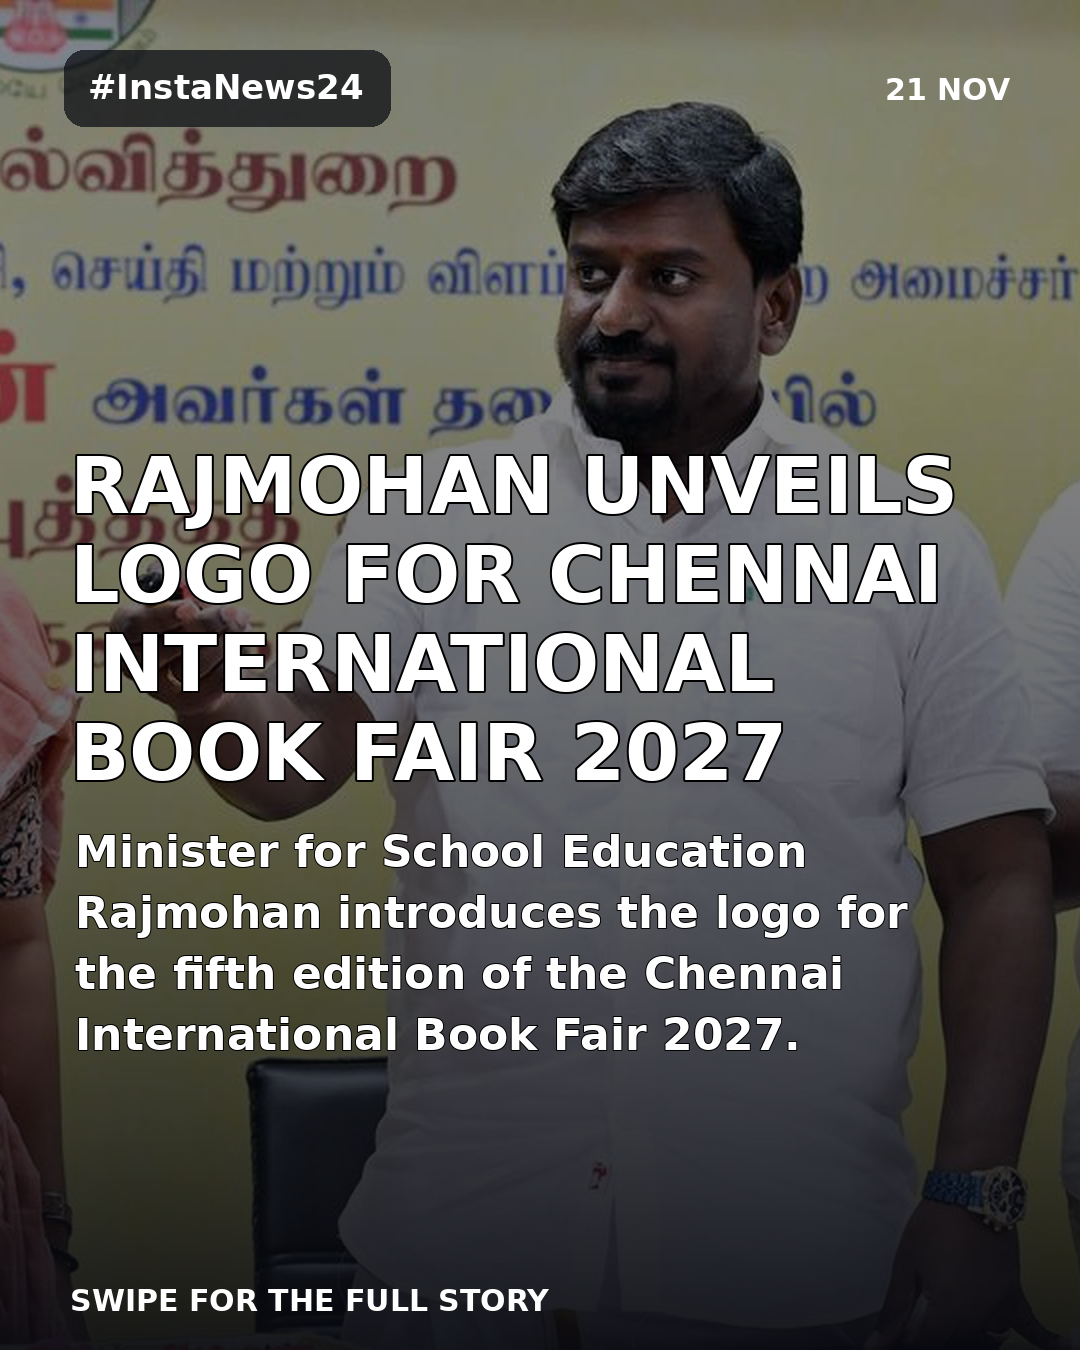 #InstaNews24
21 NOV
ல்வித்துறை
செய்தி மற்றும்
அமைச்சர்
அவர்கள்
RAJMOHAN UNVEILS
LOGO FOR CHENNAI
INTERNATIONAL
BOOK FAIR 2027
Minister for School Education
Rajmohan introduces the logo for
the fifth edition of the Chennai
International Book Fair 2027.
SWIPE FOR THE FULL STORY